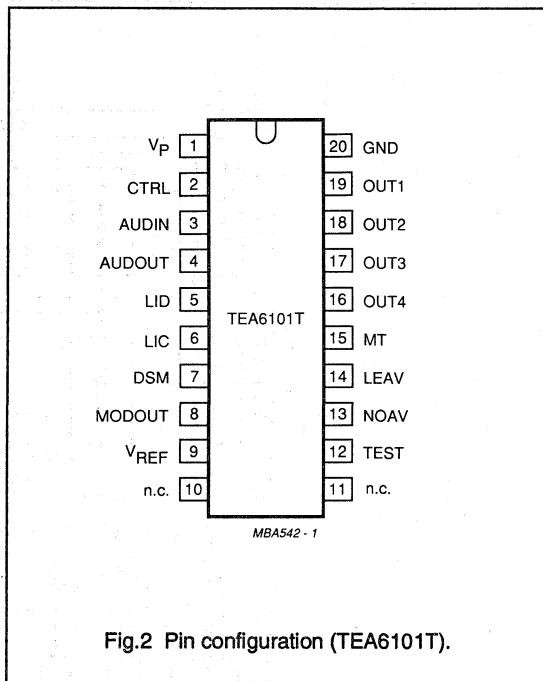 V_P 1 20 GND
CTRL 2 19 OUT1
AUDIN 3 18 OUT2
AUDOUT 4 17 OUT3
LID 5 16 OUT4
TEA6101T
LIC 6 15 MT
DSM 7 14 LEAV
MODOUT 8 13 NOAV
V_REF 9 12 TEST
n.c. 10 11 n.c.
MBA542 - 1
Fig.2 Pin configuration (TEA6101T).